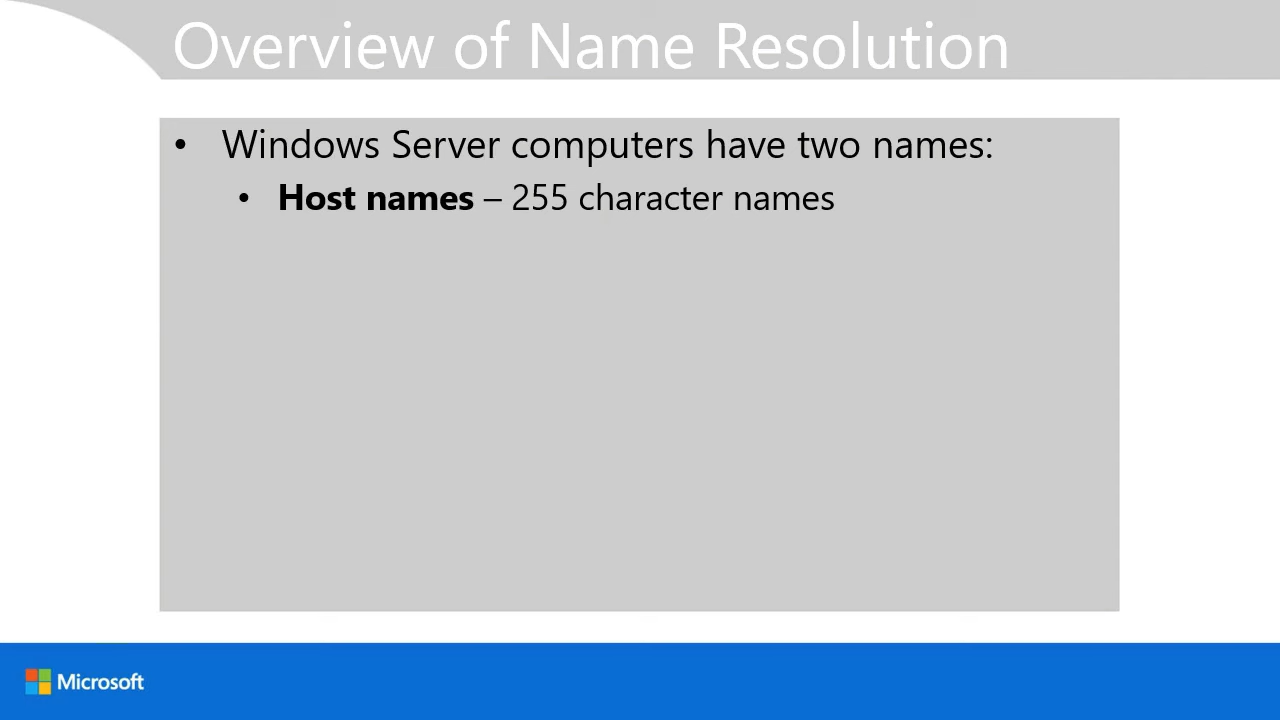 Overview of Name Resolution
• Windows Server computers have two names:
• Host names – 255 character names
Microsoft